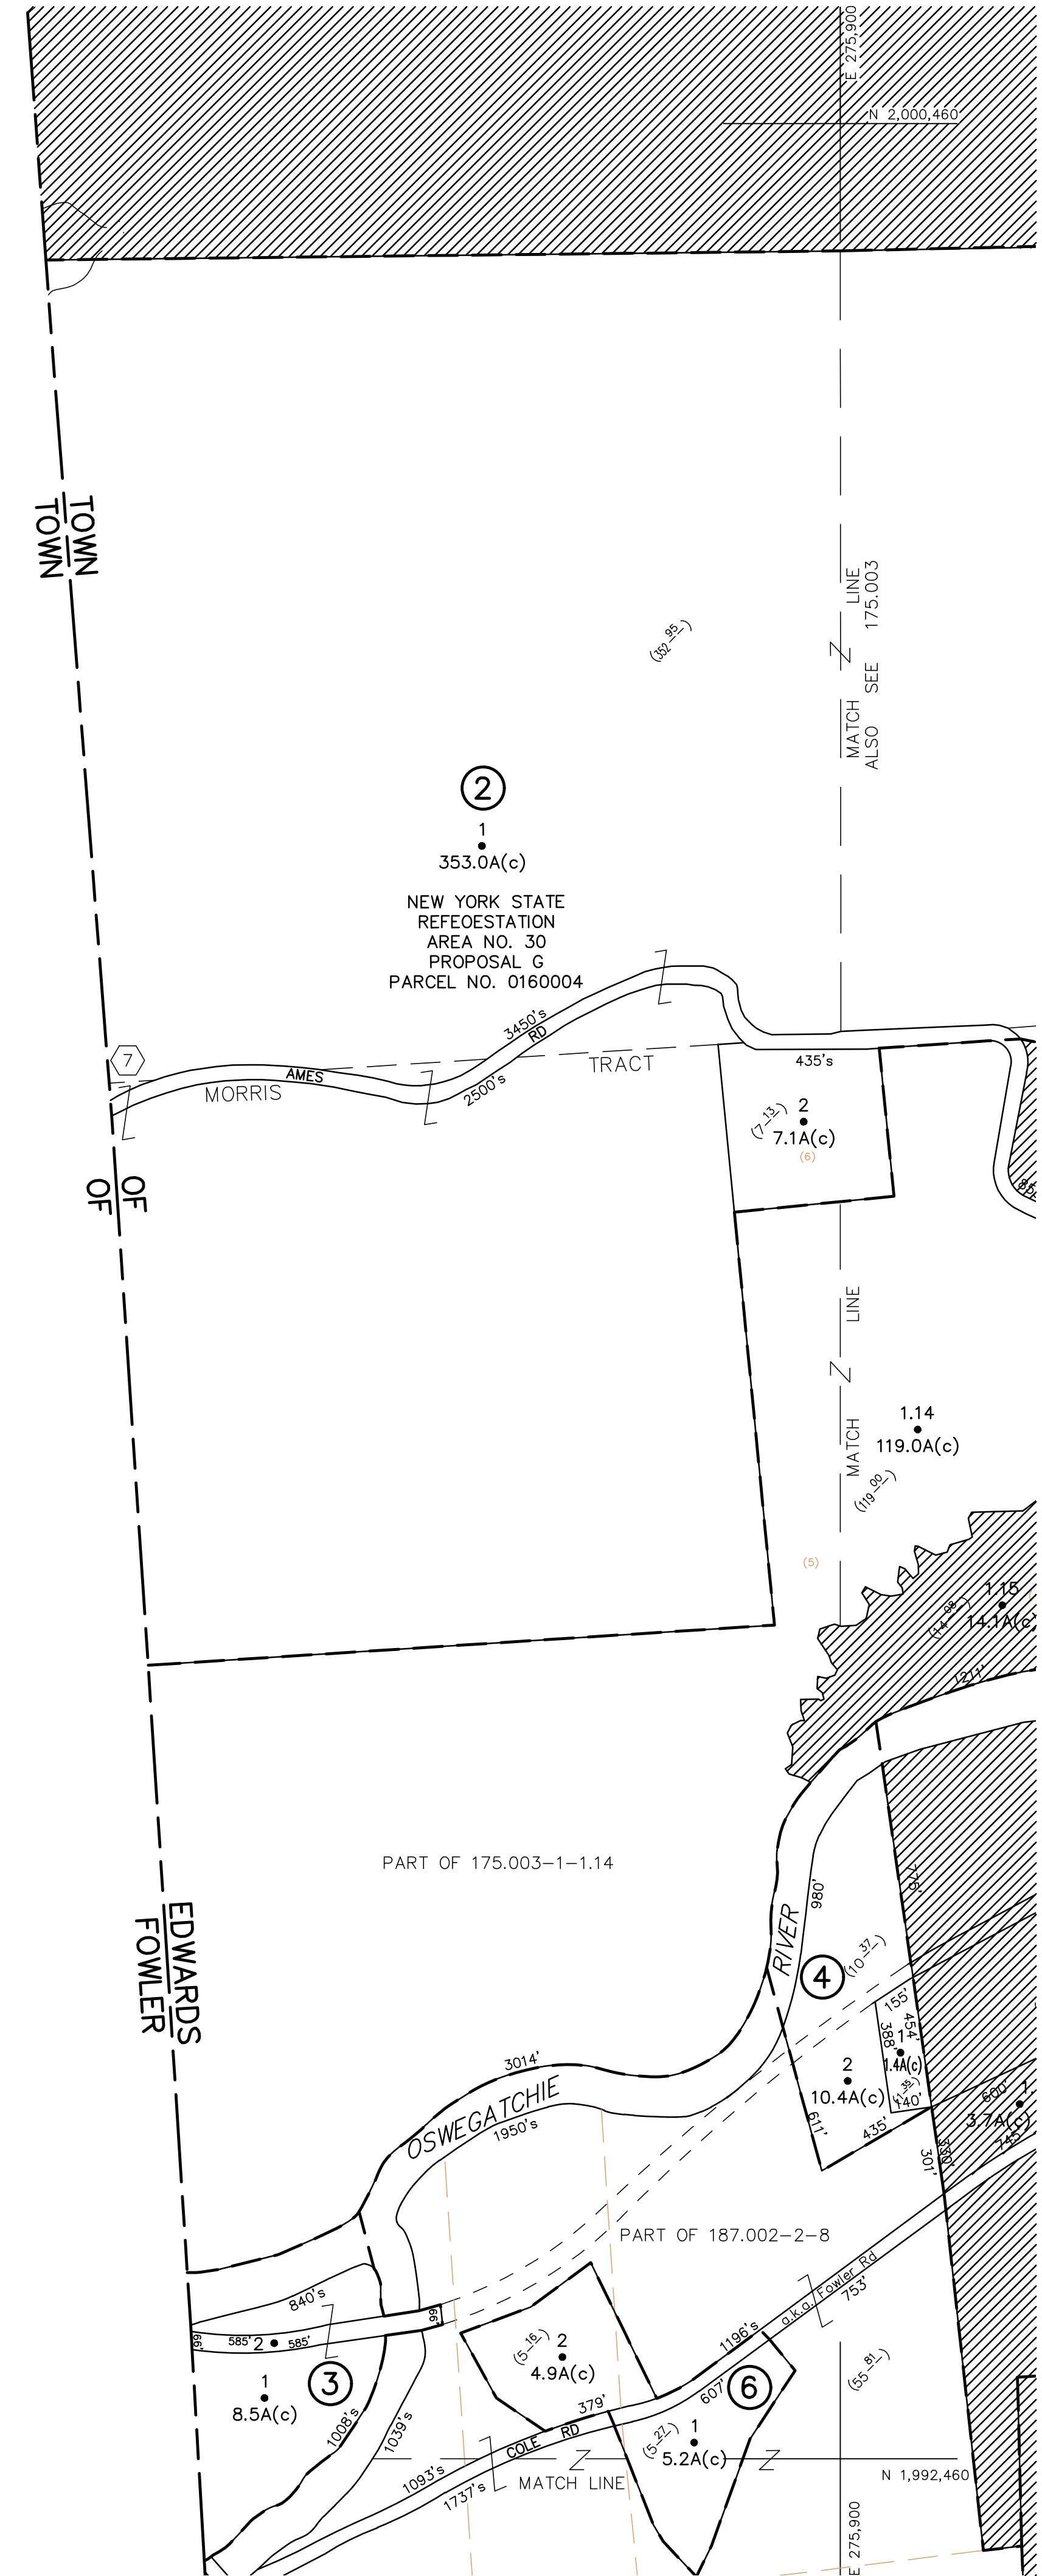 E 275,900
N 2,000,460
TOWN
TOWN
LINE
175.003
SEE
MATCH
ALSO
(352.95)
2
1
353.0A(c)
NEW YORK STATE
REFEOESTATION
AREA NO. 30
PROPOSAL G
PARCEL NO. 0160004
3450's
RD
7
AMES
MORRIS
2500's
TRACT
435's
2
(7.13)
7.1A(c)
(6)
OF
OF
LINE
MATCH
1.14
119.0A(c)
(119.00)
(5)
1.15
(14.08)
14.1A(c)
1211'
PART OF 175.003-1-1.14
980'
776'
RIVER
EDWARDS
FOWLER
4
(10.37)
155'
454'
388'
1
1.4A(c)
(1.35)
140'
2
10.4A(c)
600'
1
3.7A(c)
745'
611'
435'
330'
301'
3014'
OSWEGATCHIE
1950's
PART OF 187.002-2-8
a.k.a. Fowler Rd
753'
840's
66'
66'
585'
2
585'
1
8.5A(c)
3
(5.16)
2
4.9A(c)
1196's
607'
6
(55.81)
379'
1008's
1039's
COLE RD
(5.27)
1
5.2A(c)
1093's
1737's
MATCH LINE
N 1,992,460
E 275,900